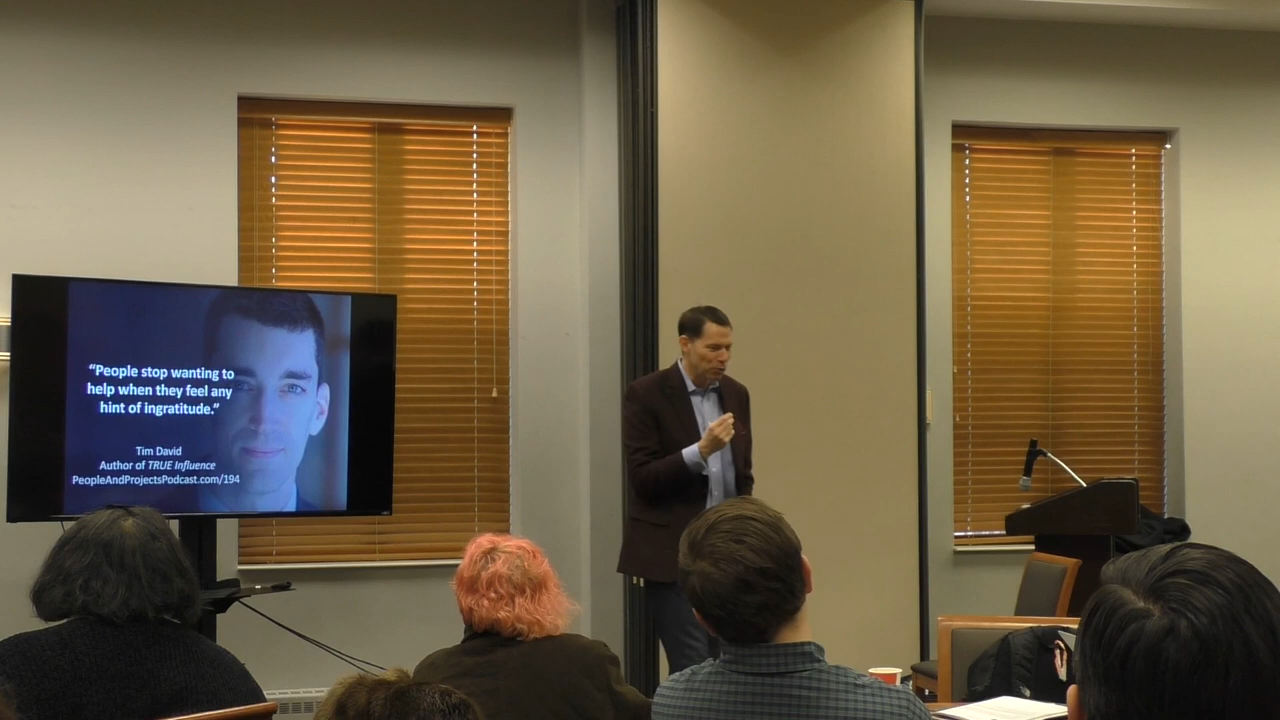 “People stop wanting to
help when they feel any
hint of ingratitude.”
Tim David
Author of TRUE Influence
PeopleAndProjectsPodcast.com/194